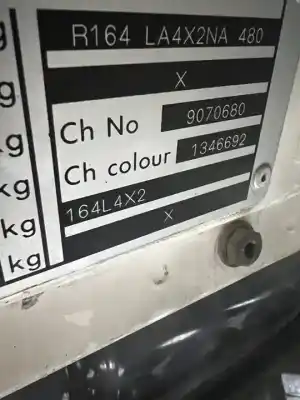 R164 LA4X2NA 480
g
X
g
Ch No 9070680
kg
Ch colour 1346692
kg
164L4X2
kg
X
kg